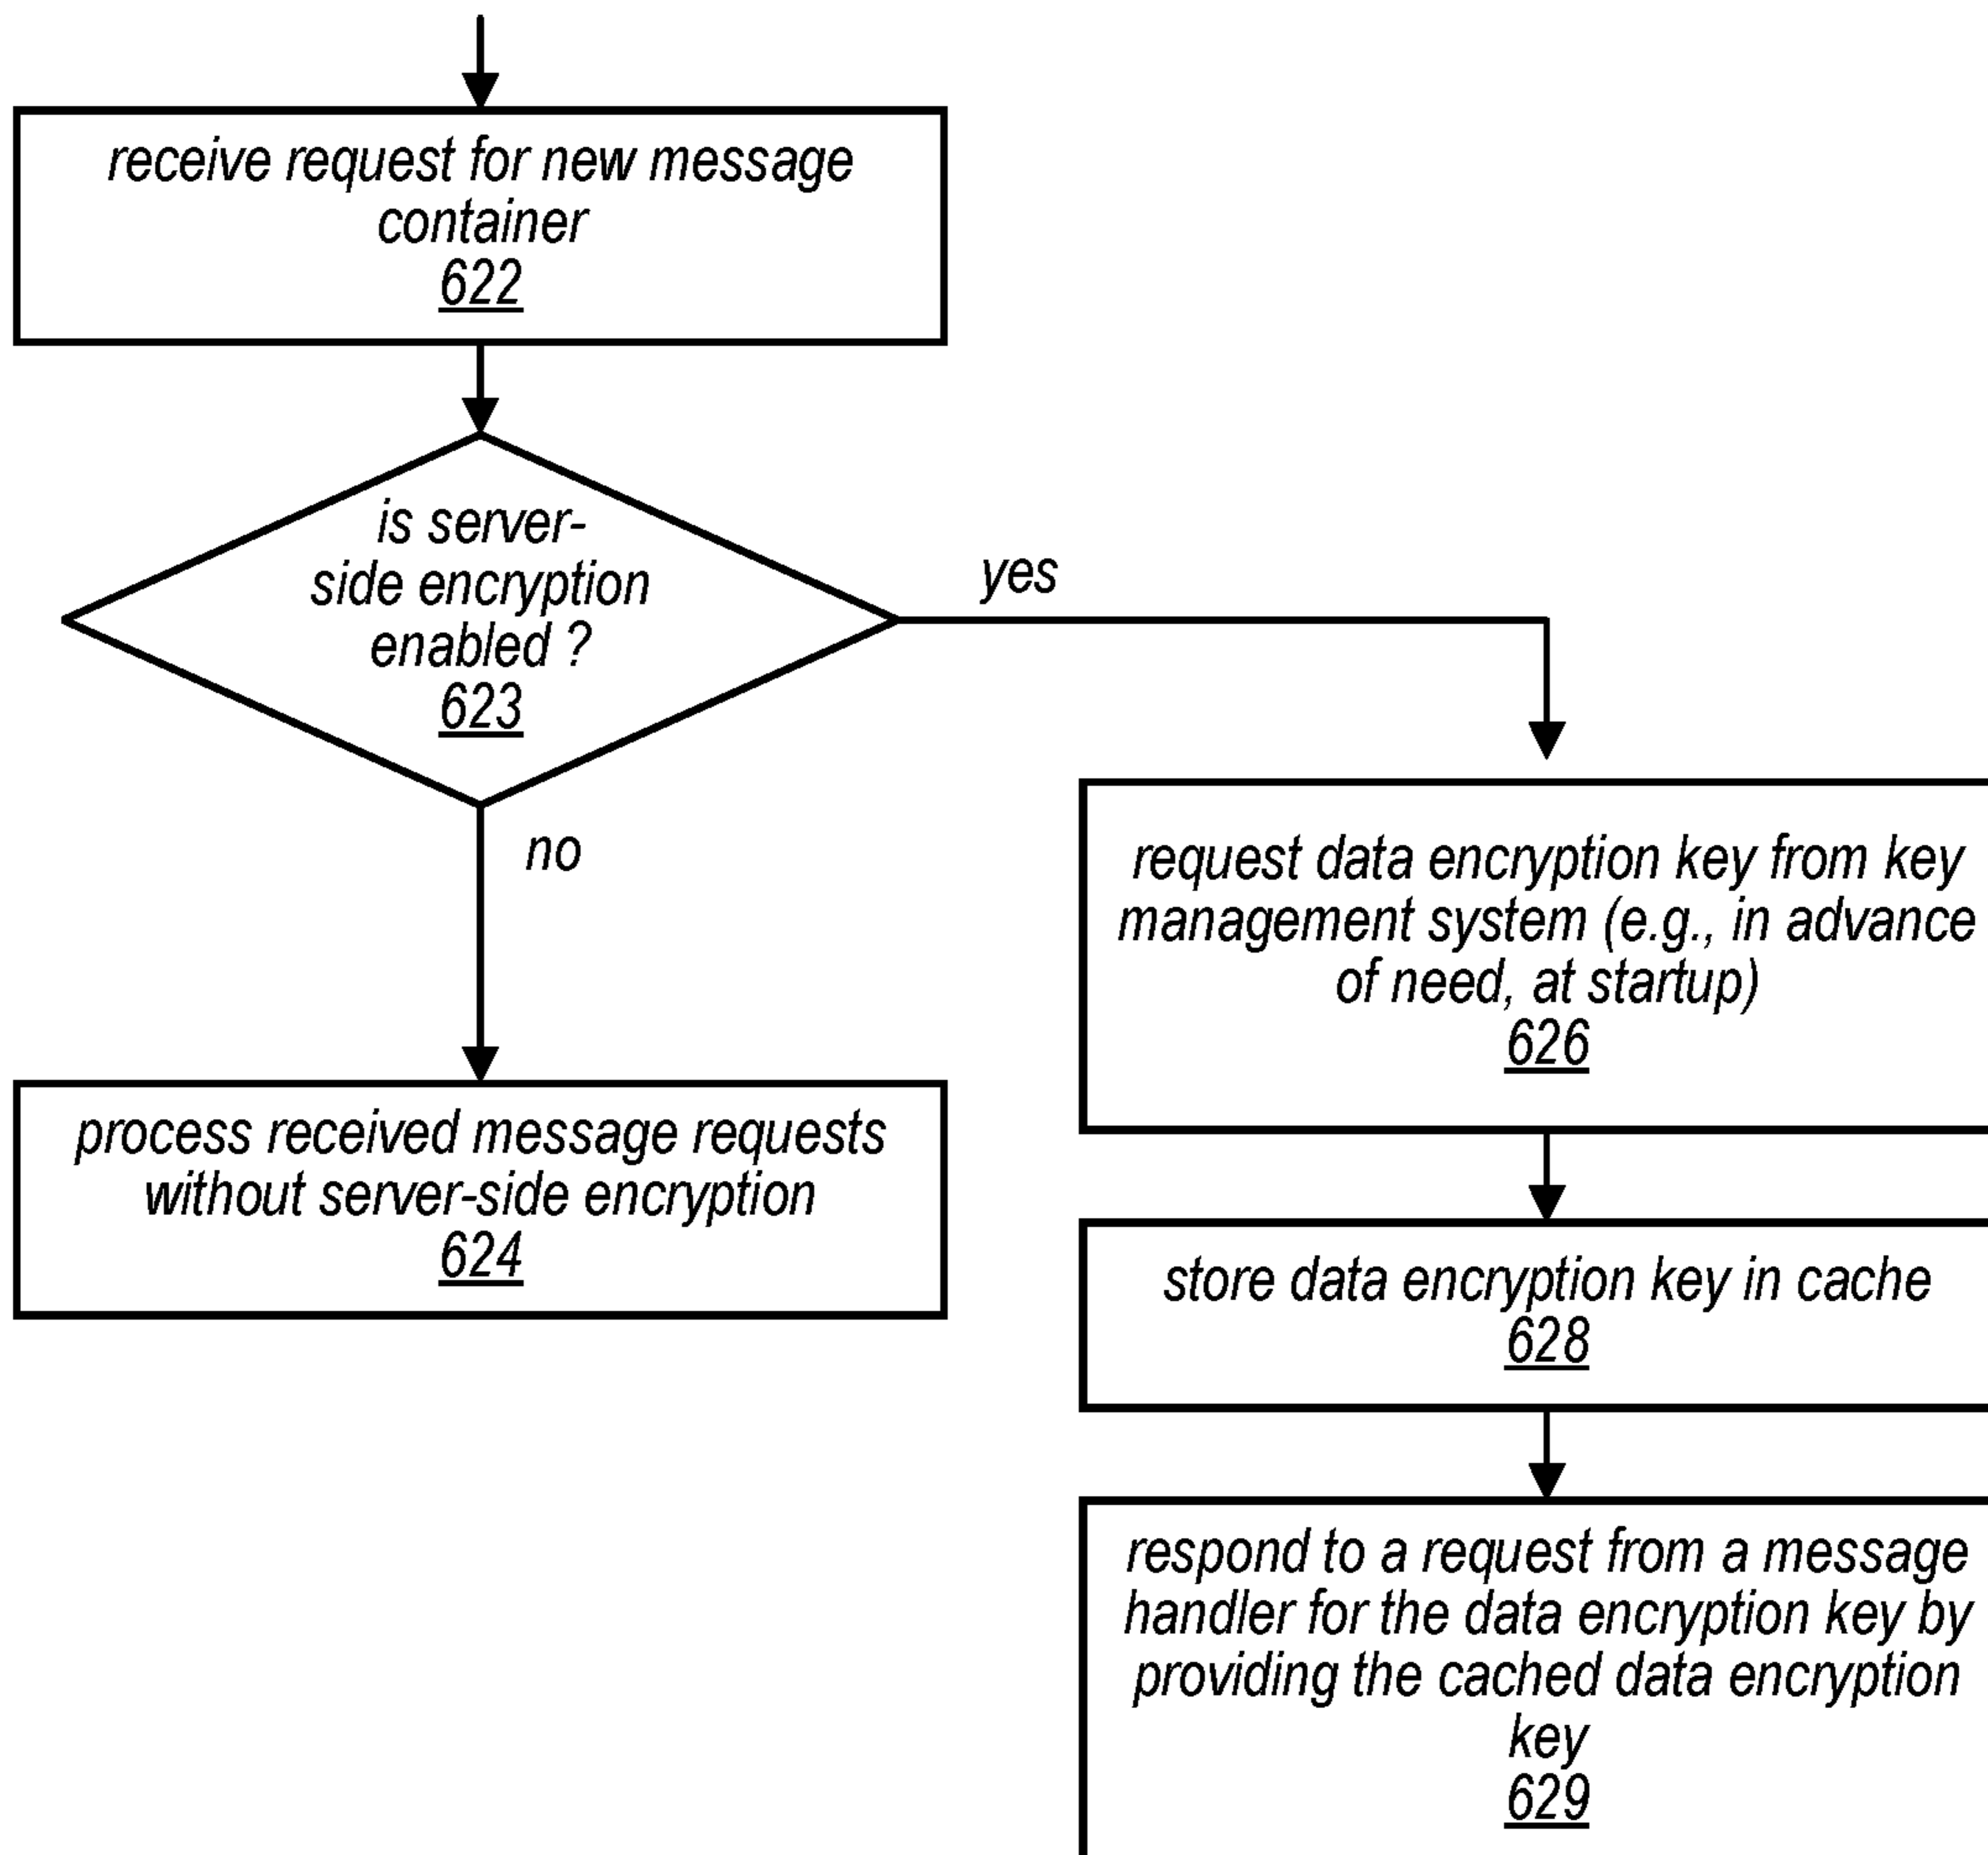 receive request for new message
container
622
is server-
side encryption
enabled ?
623
yes
no
request data encryption key from key
management system (e.g., in advance
of need, at startup)
626
process received message requests
without server-side encryption
624
store data encryption key in cache
628
respond to a request from a message
handler for the data encryption key by
providing the cached data encryption
key
629